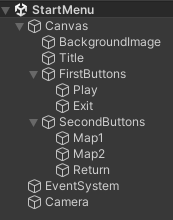 StartMenu
Canvas
BackgroundImage
Title
FirstButtons
Play
Exit
SecondButtons
Map1
Map2
Return
EventSystem
Camera